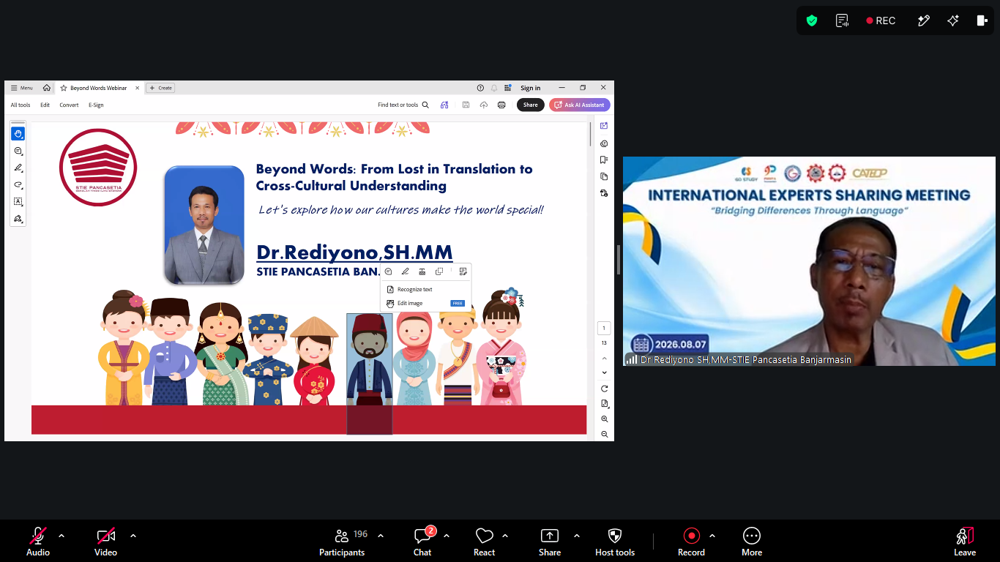 REC
Menu
Beyond Words Webinar
Create
Sign in
All tools
Edit
Convert
E-Sign
Find text or tools
Share
Ask AI Assistant
STIE PANCASETIA
Beyond Words: From Lost in Translation to
Cross-Cultural Understanding
Let's explore how our cultures make the world special!
Dr.Rediyono,SH.MM
STIE PANCASETIA BAN
Recognize text
Edit image
FREE
1
13
GO STUDY
CATHOP
INTERNATIONAL EXPERTS SHARING MEETING
"Bridging Differences Through Language"
2026.08.07
Dr Rediyono SH.MM-STIE Pancasetia Banjarmasin
Audio
Video
196
Participants
2
Chat
React
Share
Host tools
Record
More
Leave